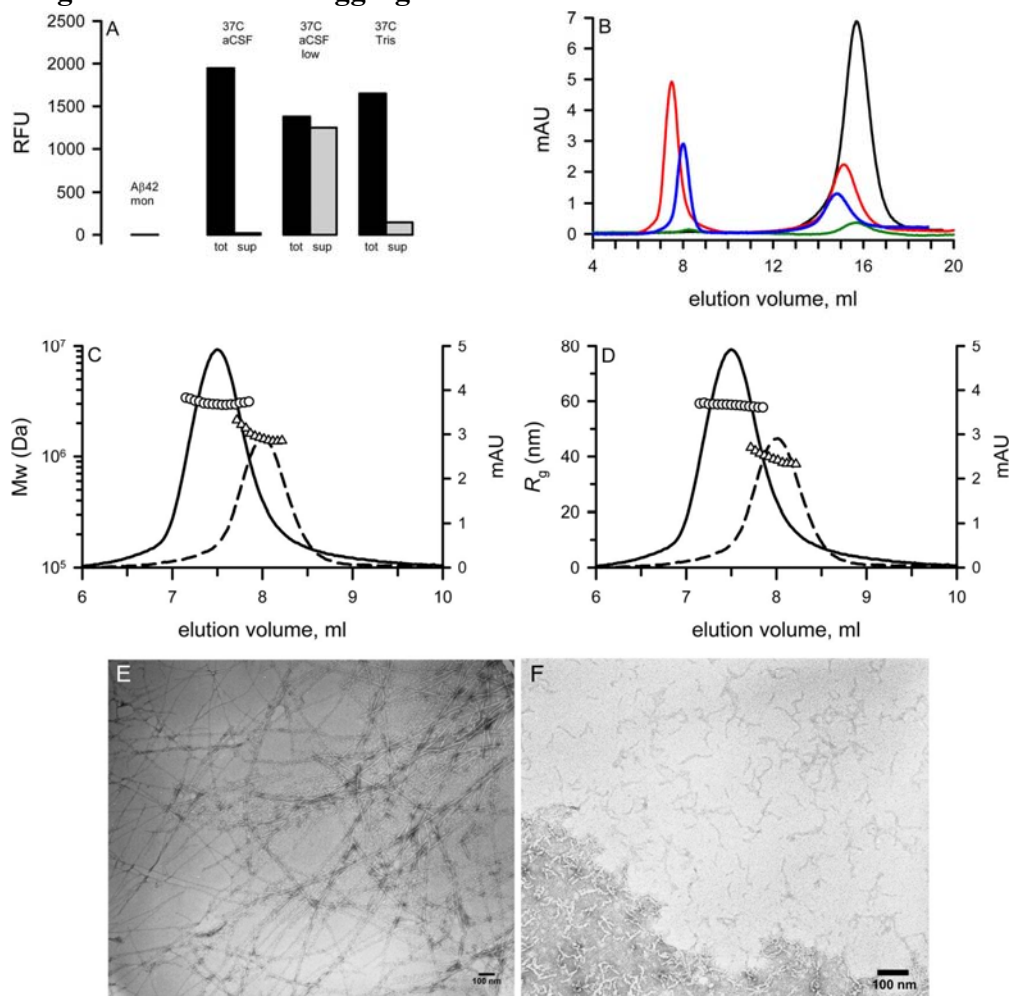 A
2500
2000
1500
1000
500
0
RFU
Aβ42
mon
37C
aCSF
37C
aCSF
low
37C
Tris
tot sup tot sup tot sup
B
7
6
5
4
3
2
1
0
mAU
4 8 12 16 20
elution volume, ml
C
10⁷
10⁶
10⁵
Mw (Da)
5
4
3
2
1
0
mAU
6 7 8 9 10
elution volume, ml
D
80
60
40
20
0
Rg (nm)
5
4
3
2
1
0
mAU
6 7 8 9 10
elution volume, ml
E
100 nm
F
100 nm